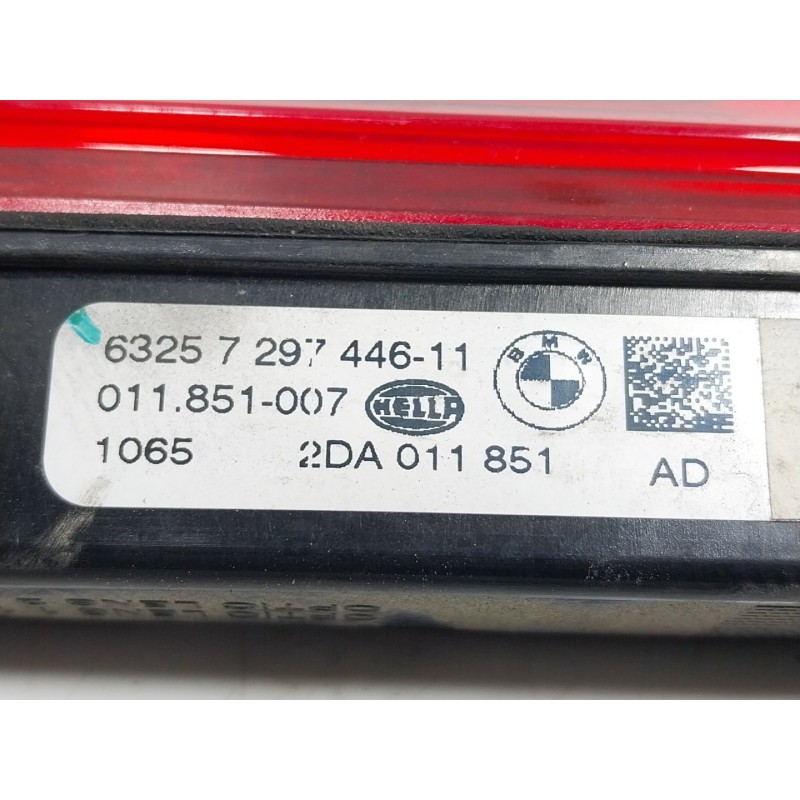 6325 7 297 446-11
BMW
011.851-007 HELLA
1065 2DA 011 851
AD